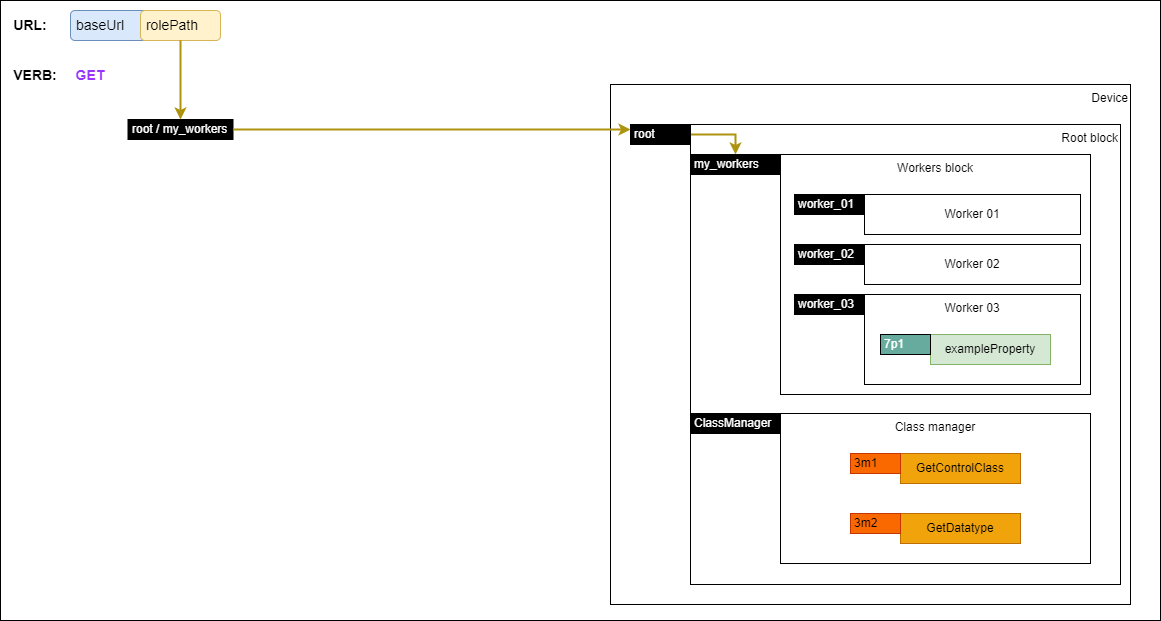 URL:
baseUrl
rolePath
VERB:
GET
Device
root / my_workers
root
Root block
my_workers
Workers block
worker_01
Worker 01
worker_02
Worker 02
worker_03
Worker 03
7p1
exampleProperty
ClassManager
Class manager
3m1
GetControlClass
3m2
GetDatatype